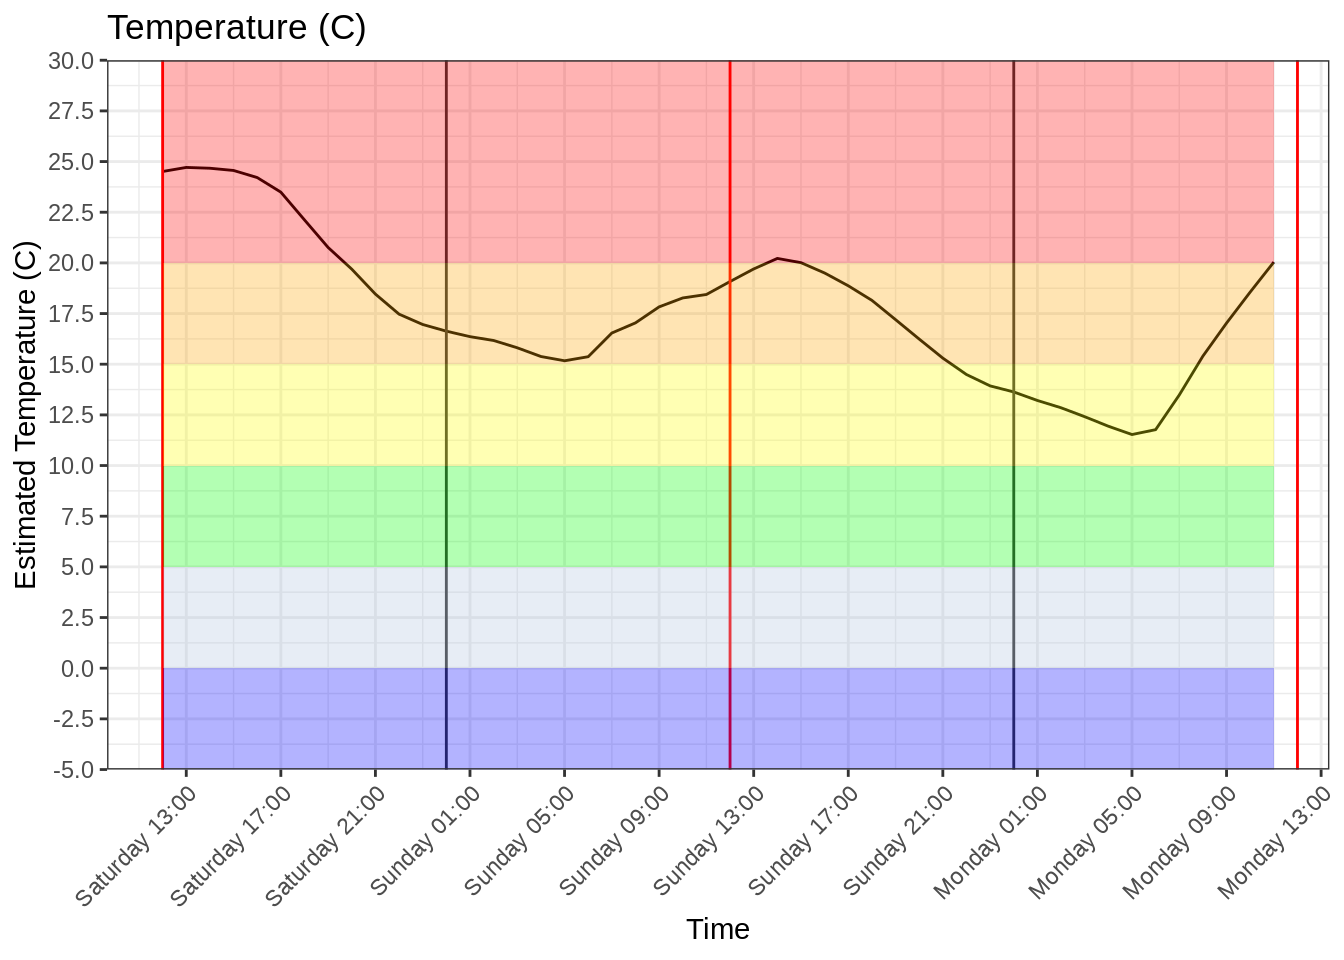 Temperature (C)
Estimated Temperature (C)
30.0
27.5
25.0
22.5
20.0
17.5
15.0
12.5
10.0
7.5
5.0
2.5
0.0
-2.5
-5.0
Saturday 13:00
Saturday 17:00
Saturday 21:00
Sunday 01:00
Sunday 05:00
Sunday 09:00
Sunday 13:00
Sunday 17:00
Sunday 21:00
Monday 01:00
Monday 05:00
Monday 09:00
Monday 13:00
Time